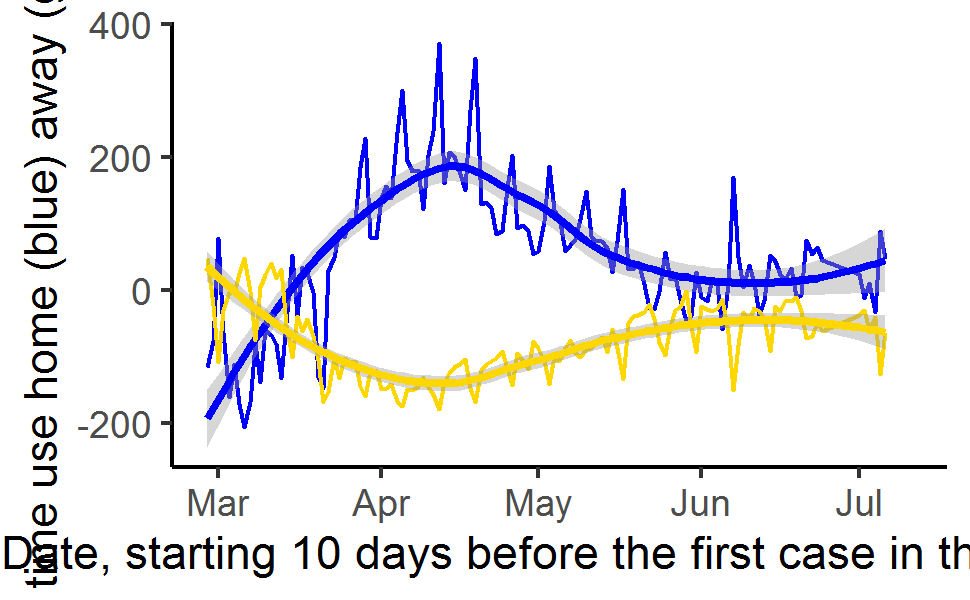 time use home (blue) away (
400
200
0
-200
Mar Apr May Jun Jul
Date, starting 10 days before the first case in th